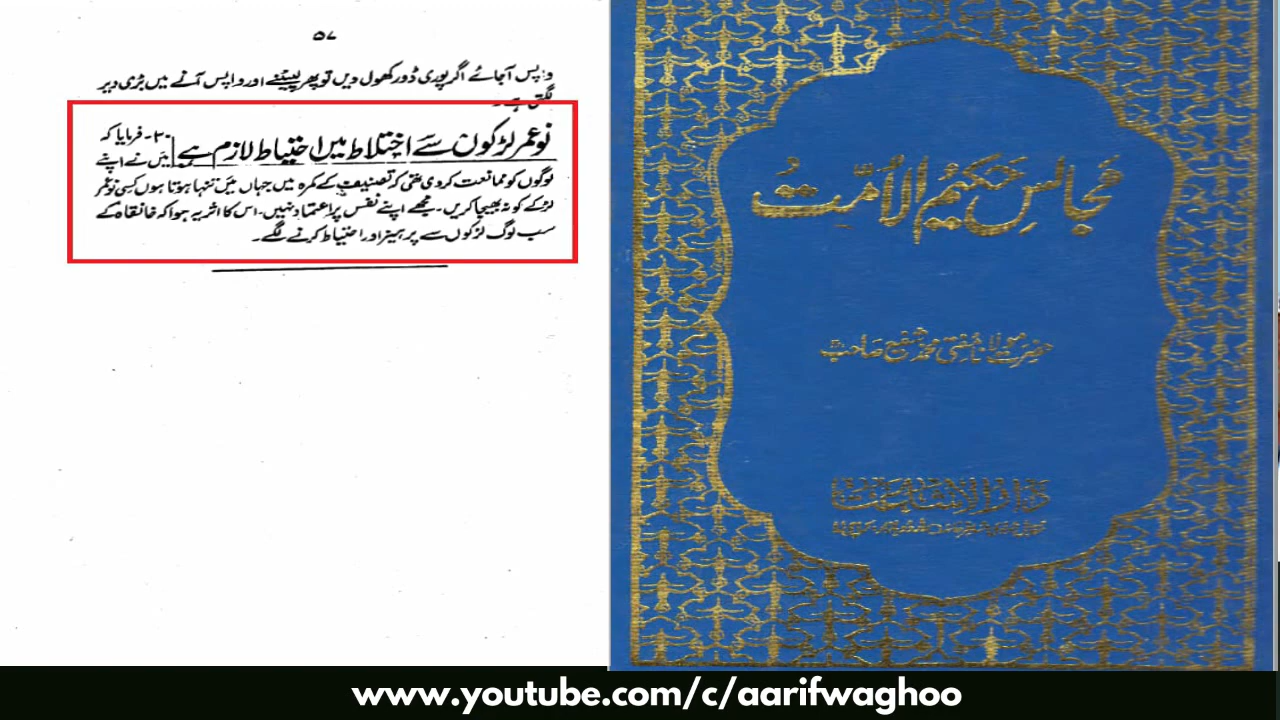 ۵۷
واپس آجائے اگر پوری ڈور کھول دیں تو پھر لپیٹنے اور واپس آنے میں بڑی دیر
لگتی ہے۔
نوعمر لڑکوں سے اختلاط میں احتیاط لازم ہے
۳۰۔ فرمایا کہ
میں نے اپنے
لوگوں کو ممانعت کردی حتیٰ کہ تصنیف کے کمرہ میں جہاں میں تنہا ہوتا ہوں کسی نوعمر
لڑکے کو نہ بھیجا کریں۔ مجھے اپنے نفس پر اعتماد نہیں۔ اس کا اثر یہ ہوا کہ خانقاہ کے
سب لوگ لڑکوں سے پرہیز اور احتیاط کرنے لگے۔
مجالس حکیم الامت
حضرت مولانا مفتی محمد شفیع صاحب
دار الاشاعت
www.youtube.com/c/aarifwaghoo